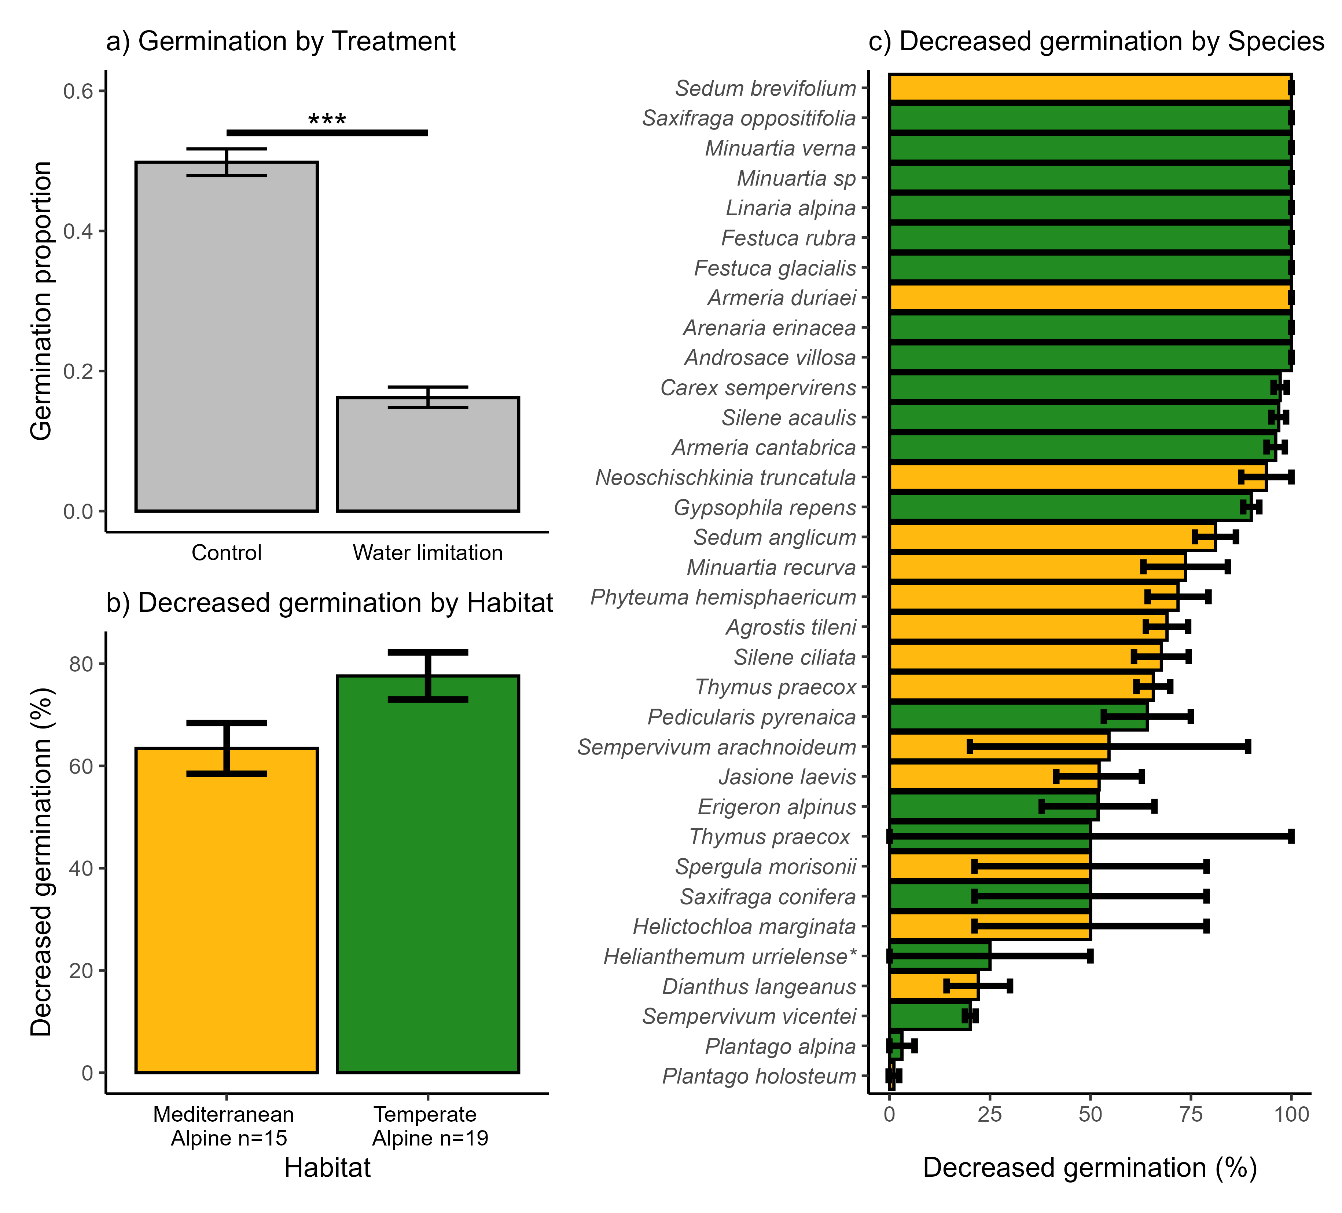 a) Germination by Treatment
0.6
0.4
0.2
0.0
Germination proportion
***
Control
Water limitation
b) Decreased germination by Habitat
80
60
40
20
0
Decreased germinationn (%)
Mediterranean
Alpine n=15
Temperate
Alpine n=19
Habitat
c) Decreased germination by Species
Sedum brevifolium
Saxifraga oppositifolia
Minuartia verna
Minuartia sp
Linaria alpina
Festuca rubra
Festuca glacialis
Armeria duriaei
Arenaria erinacea
Androsace villosa
Carex sempervirens
Silene acaulis
Armeria cantabrica
Neoschischkinia truncatula
Gypsophila repens
Sedum anglicum
Minuartia recurva
Phyteuma hemisphaericum
Agrostis tileni
Silene ciliata
Thymus praecox
Pedicularis pyrenaica
Sempervivum arachnoideum
Jasione laevis
Erigeron alpinus
Thymus praecox
Spergula morisonii
Saxifraga conifera
Helictochloa marginata
Helianthemum urrielense*
Dianthus langeanus
Sempervivum vicentei
Plantago alpina
Plantago holosteum
0
25
50
75
100
Decreased germination (%)